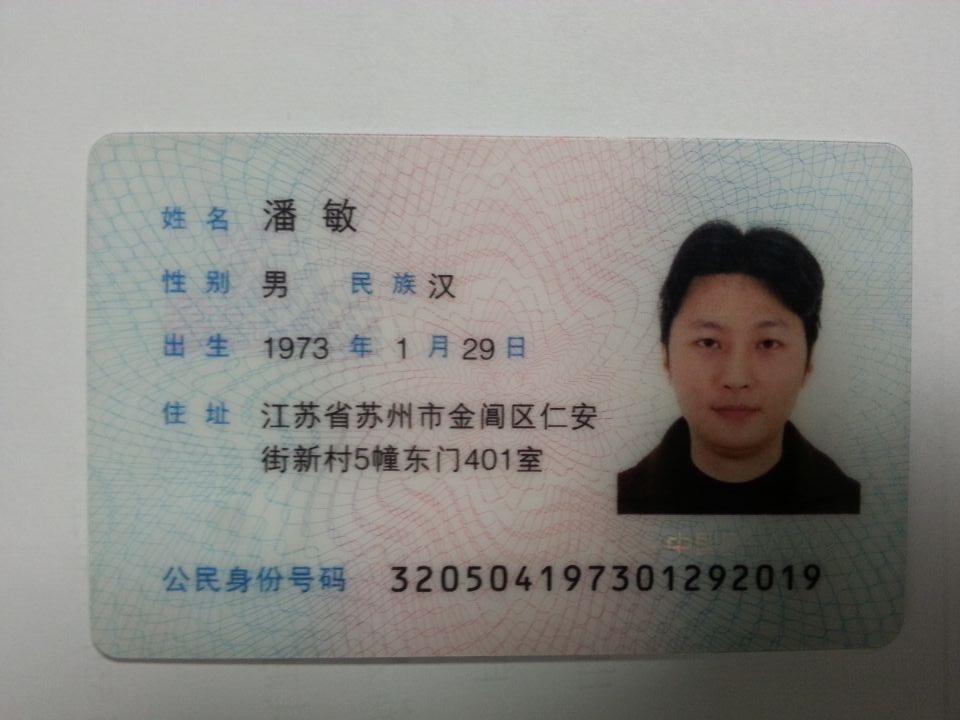 姓名 潘敏
性别 男 民族 汉
出生 1973 年 1 月 29 日
住址 江苏省苏州市金阊区仁安
街新村5幢东门401室
公民身份号码 320504197301292019